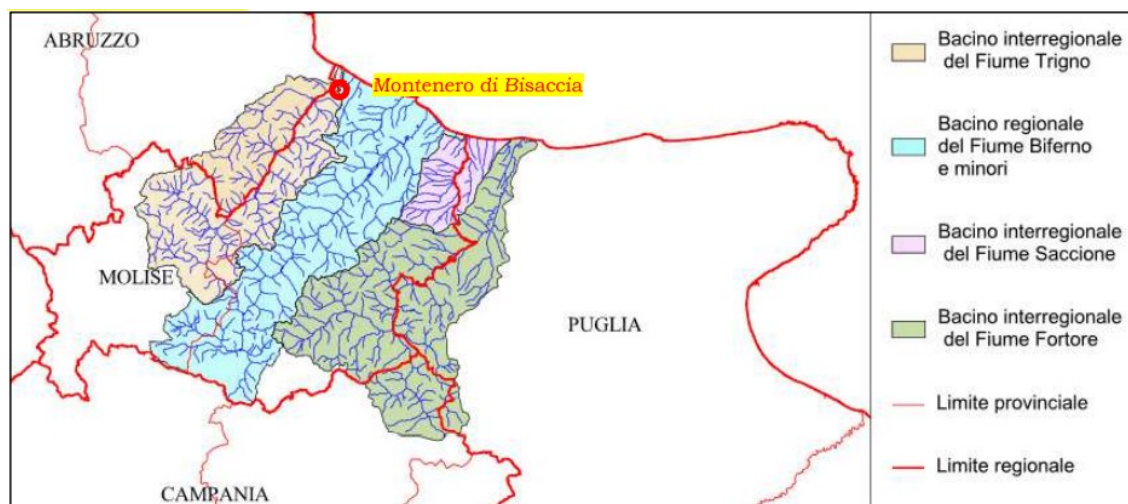 ABRUZZO
Montenero di Bisaccia
MOLISE
PUGLIA
CAMPANIA
Bacino interregionale
del Fiume Trigno
Bacino regionale
del Fiume Biferno
e minori
Bacino interregionale
del Fiume Saccione
Bacino interregionale
del Fiume Fortore
Limite provinciale
Limite regionale